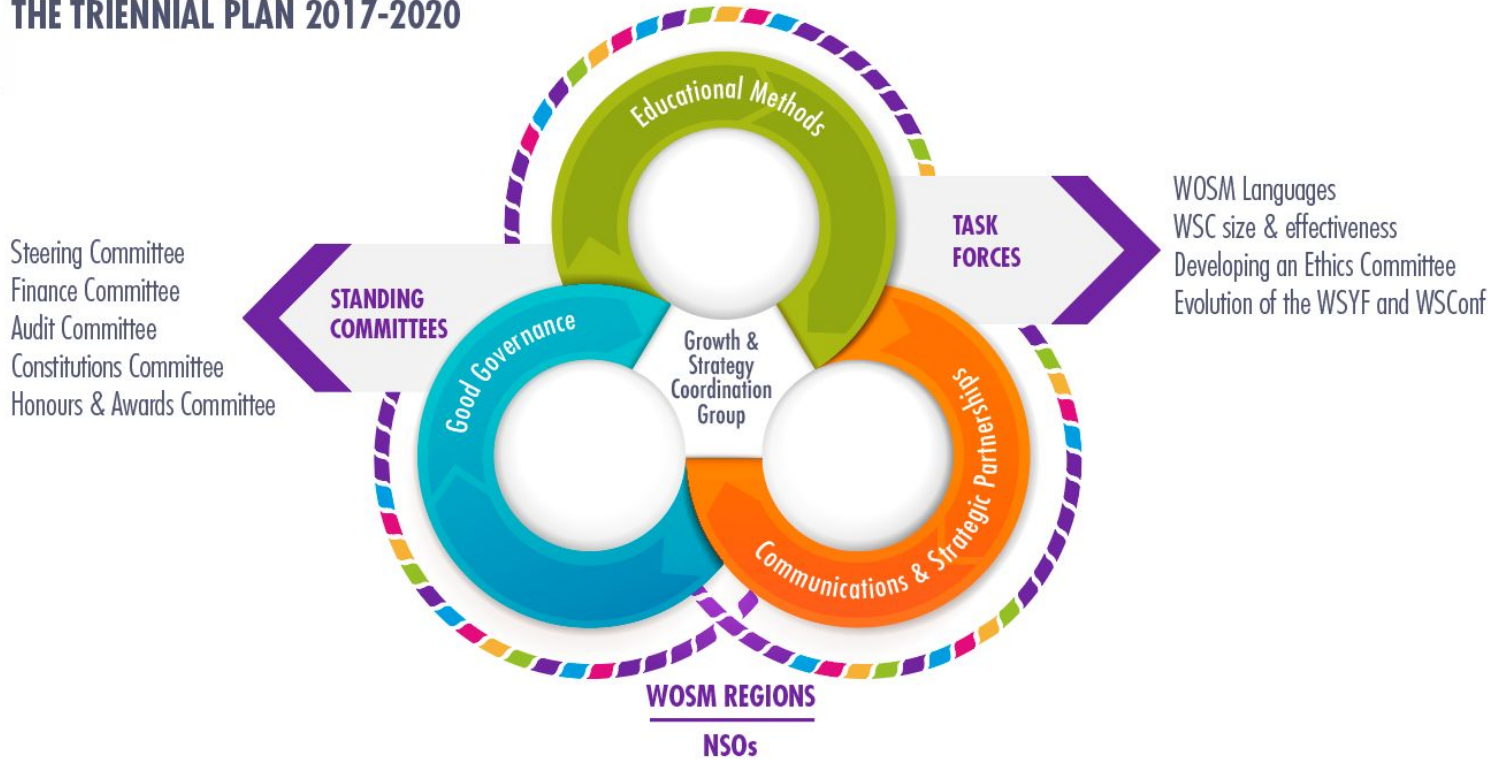 THE TRIENNIAL PLAN 2017-2020
Educational Methods
TASK
FORCES
WOSM Languages
WSC size & effectiveness
Developing an Ethics Committee
Evolution of the WSYF and WSConf
Steering Committee
Finance Committee
Audit Committee
Constitutions Committee
Honours & Awards Committee
STANDING
COMMITTEES
Good Governance
Growth &
Strategy
Coordination
Group
Communications & Strategic Partnerships
WOSM REGIONS
NSOs